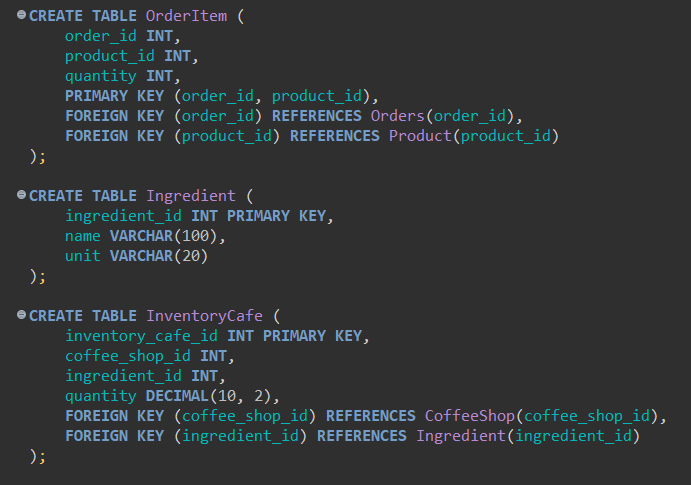 CREATE TABLE OrderItem (
    order_id INT,
    product_id INT,
    quantity INT,
    PRIMARY KEY (order_id, product_id),
    FOREIGN KEY (order_id) REFERENCES Orders(order_id),
    FOREIGN KEY (product_id) REFERENCES Product(product_id)
);
CREATE TABLE Ingredient (
    ingredient_id INT PRIMARY KEY,
    name VARCHAR(100),
    unit VARCHAR(20)
);
CREATE TABLE InventoryCafe (
    inventory_cafe_id INT PRIMARY KEY,
    coffee_shop_id INT,
    ingredient_id INT,
    quantity DECIMAL(10, 2),
    FOREIGN KEY (coffee_shop_id) REFERENCES CoffeeShop(coffee_shop_id),
    FOREIGN KEY (ingredient_id) REFERENCES Ingredient(ingredient_id)
);